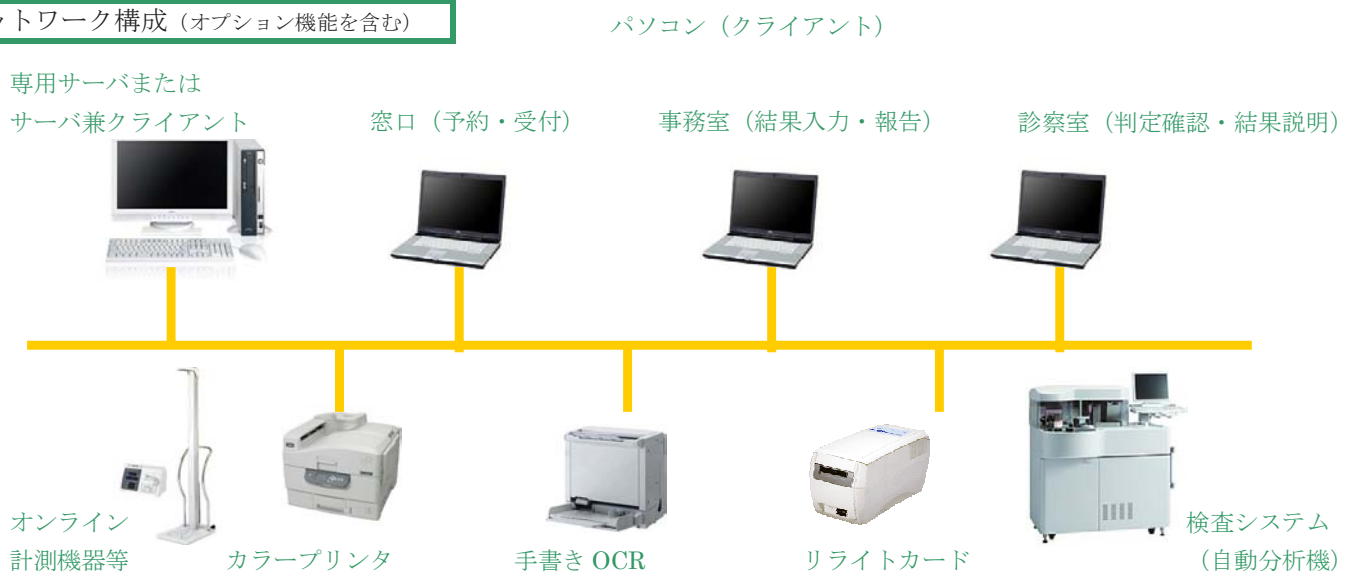 ットワーク構成（オプション機能を含む）
パソコン（クライアント）
専用サーバまたは
サーバ兼クライアント
窓口（予約・受付）
事務室（結果入力・報告）
診察室（判定確認・結果説明）
オンライン
計測機器等
カラープリンタ
手書き OCR
リライトカード
検査システム
（自動分析機）